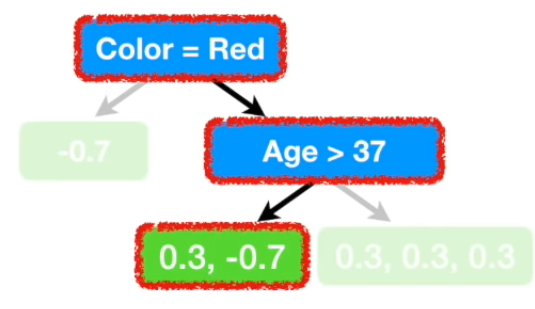 Color = Red
-0.7
Age > 37
0.3, -0.7
0.3, 0.3, 0.3